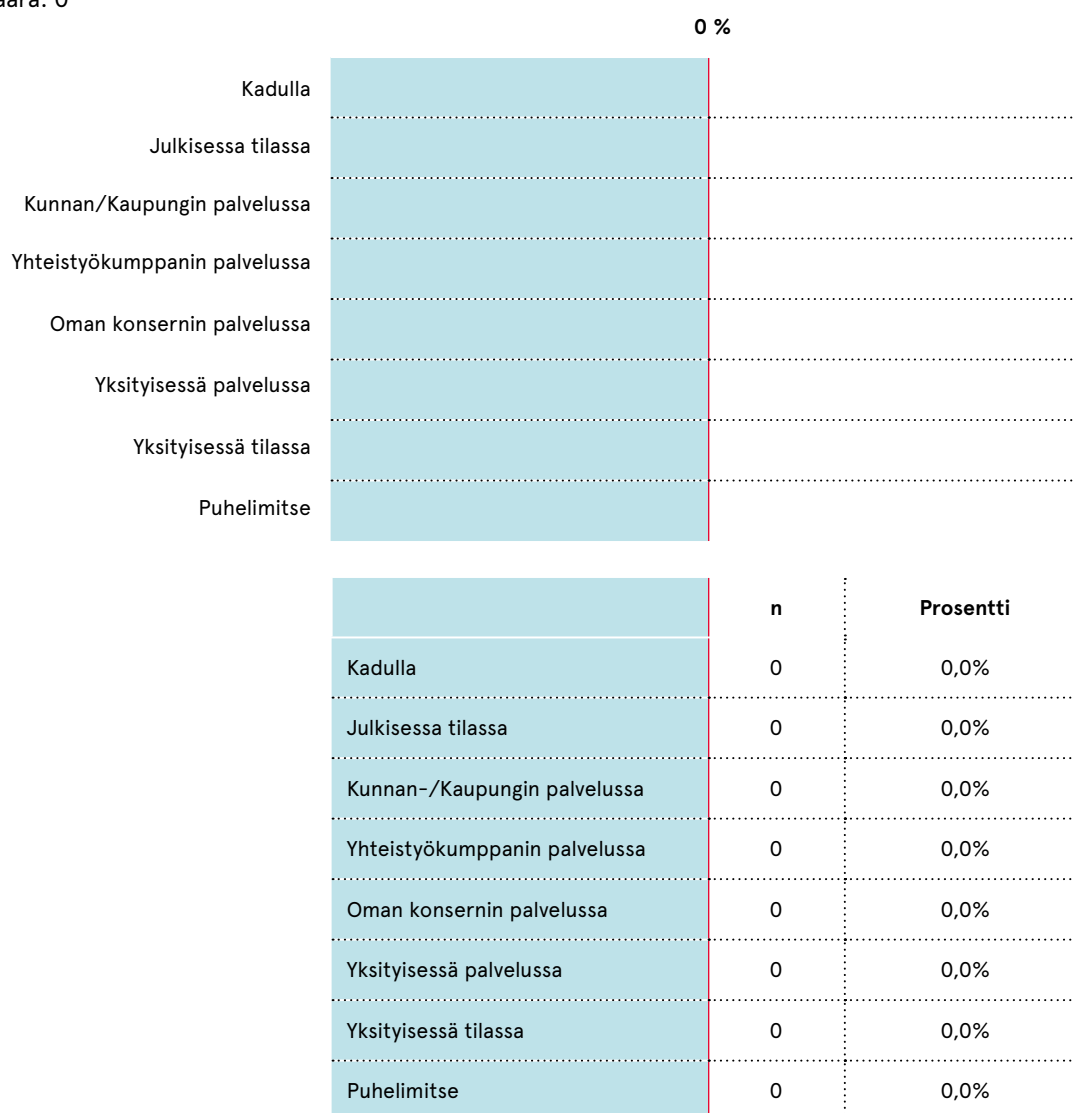 0 %
Kadulla
Julkisessa tilassa
Kunnan/Kaupungin palvelussa
Yhteistyökumppanin palvelussa
Oman konsernin palvelussa
Yksityisessä palvelussa
Yksityisessä tilassa
Puhelimitse
n Prosentti
Kadulla 0 0,0%
Julkisessa tilassa 0 0,0%
Kunnan-/Kaupungin palvelussa 0 0,0%
Yhteistyökumppanin palvelussa 0 0,0%
Oman konsernin palvelussa 0 0,0%
Yksityisessä palvelussa 0 0,0%
Yksityisessä tilassa 0 0,0%
Puhelimitse 0 0,0%